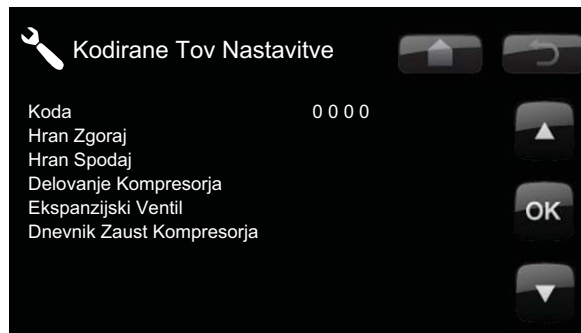 Kodirane Tov Nastavitve
Koda 0 0 0 0
Hran Zgoraj
Hran Spodaj
Delovanje Kompresorja
Ekspanzijski Ventil
OK
Dnevnik Zaust Kompresorja